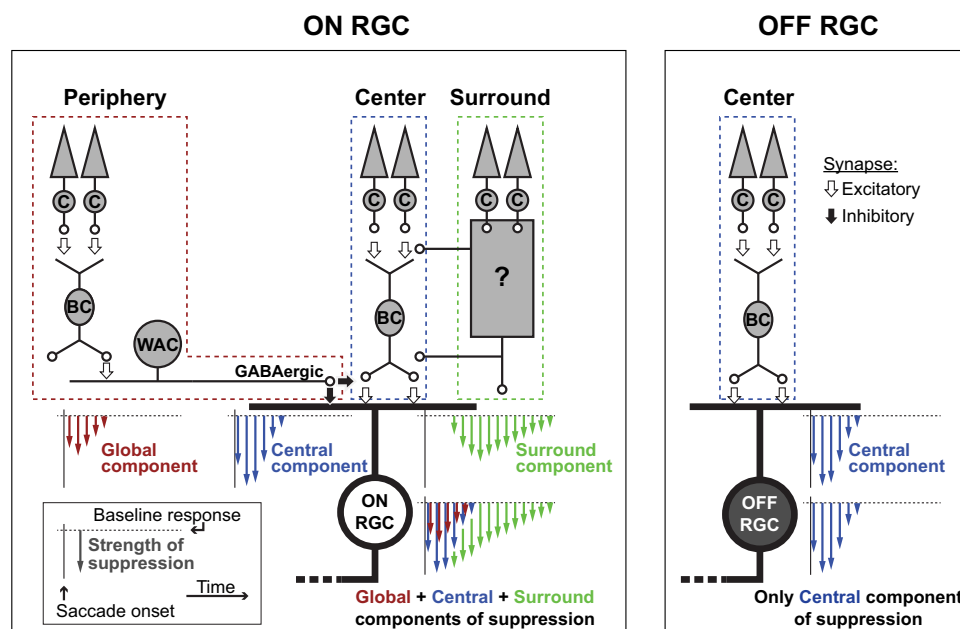 ON RGC
OFF RGC
Periphery
Center
Surround
C
C
C
C
C
C
?
BC
BC
WAC
GABAergic
Global
component
Central
component
Surround
component
ON
RGC
Baseline response
Strength of
suppression
Time
Saccade onset
Global + Central + Surround
components of suppression
Center
Synapse:
Excitatory
Inhibitory
C
C
BC
Central
component
OFF
RGC
Only Central component
of suppression